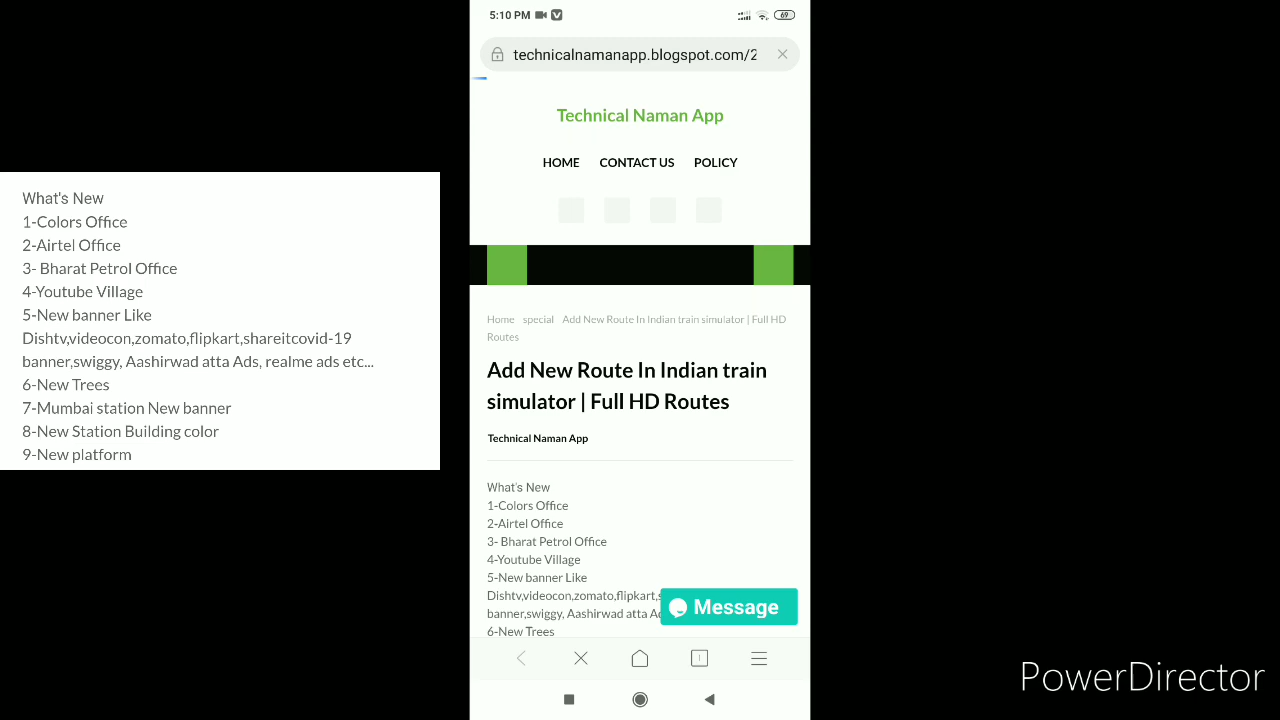 What's New
1-Colors Office
2-Airtel Office
3- Bharat Petrol Office
4-Youtube Village
5-New banner Like
Dishtv,videocon,zomato,flipkart,shareitcovid-19
banner,swiggy, Aashirwad atta Ads, realme ads etc...
6-New Trees
7-Mumbai station New banner
8-New Station Building color
9-New platform
5:10 PM
69
technicalnamanapp.blogspot.com/2
Technical Naman App
HOME CONTACT US POLICY
Home special Add New Route In Indian train simulator | Full HD
Routes
Add New Route In Indian train
simulator | Full HD Routes
Technical Naman App
What's New
1-Colors Office
2-Airtel Office
3- Bharat Petrol Office
4-Youtube Village
5-New banner Like
Dishtv,videocon,zomato,flipkart,
banner,swiggy, Aashirwad atta
Message
6-New Trees
1
PowerDirector